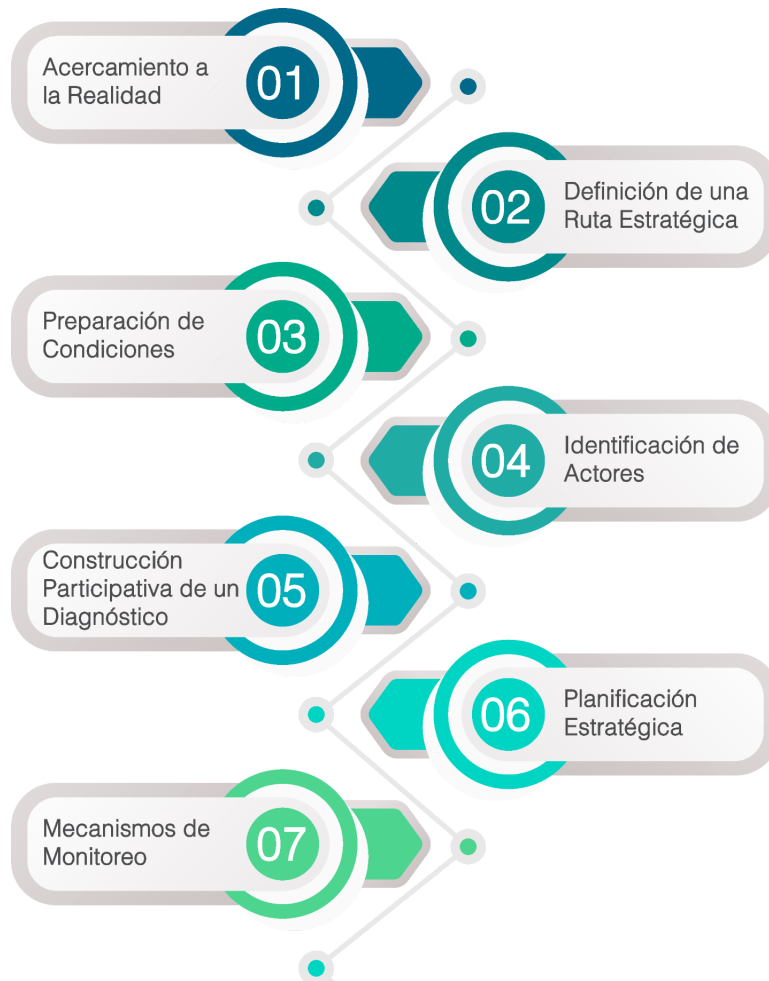 Acercamiento a
la Realidad
01
02
Definición de una
Ruta Estratégica
Preparación de
Condiciones
03
04
Identificación de
Actores
Construcción
Participativa de un
Diagnóstico
05
06
Planificación
Estratégica
Mecanismos de
Monitoreo
07